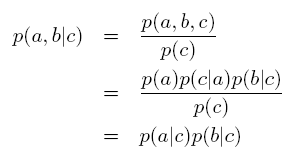 p(a, b|c) = p(a, b, c) / p(c)
= p(a)p(c|a)p(b|c) / p(c)
= p(a|c)p(b|c)